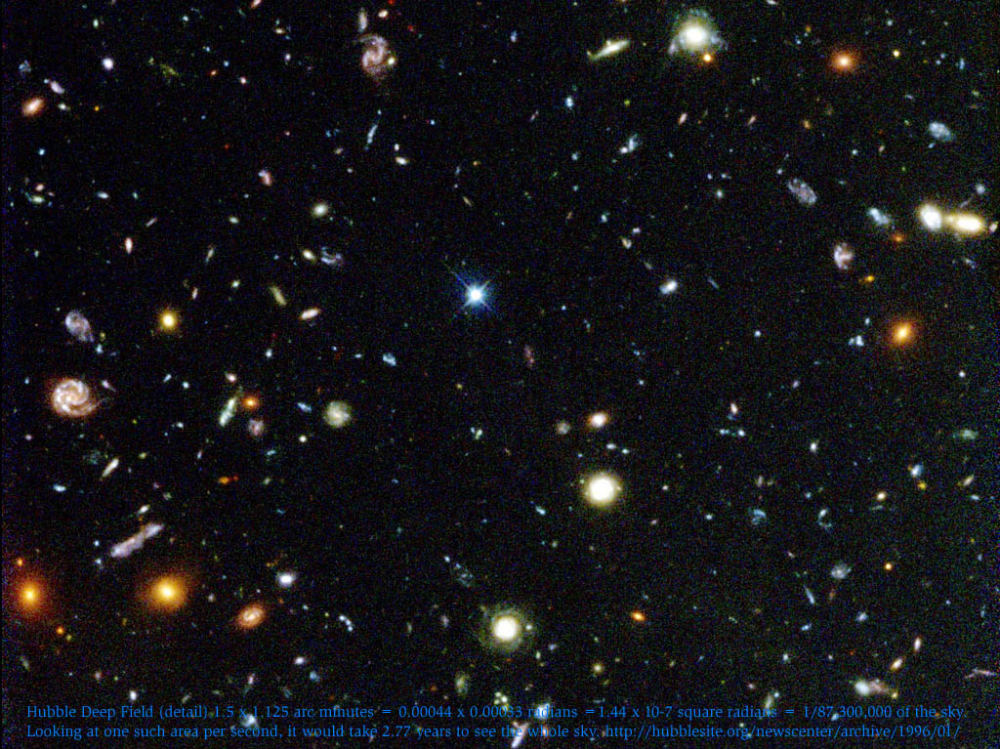 Hubble Deep Field (detail) 1.5 x 1.125 arc minutes = 0.00044 x 0.00033 radians = 1.44 x 10-7 square radians = 1/87,300,000 of the sky.
Looking at one such area per second, it would take 2.77 years to see the whole sky. http://hubblesite.org/newscenter/archive/1996/01/